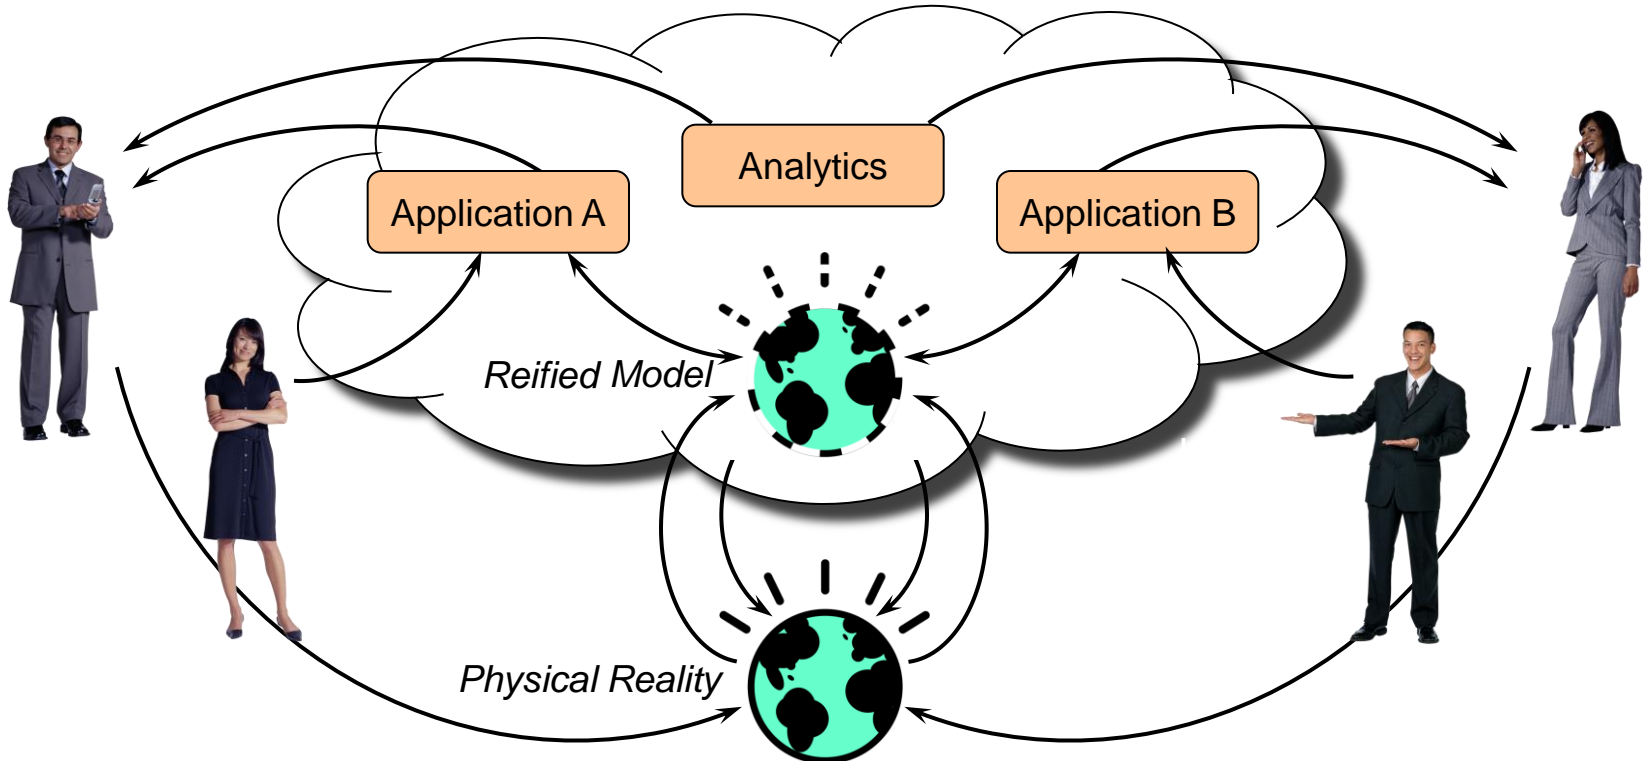 Analytics
Application A
Application B
Reified Model
Physical Reality